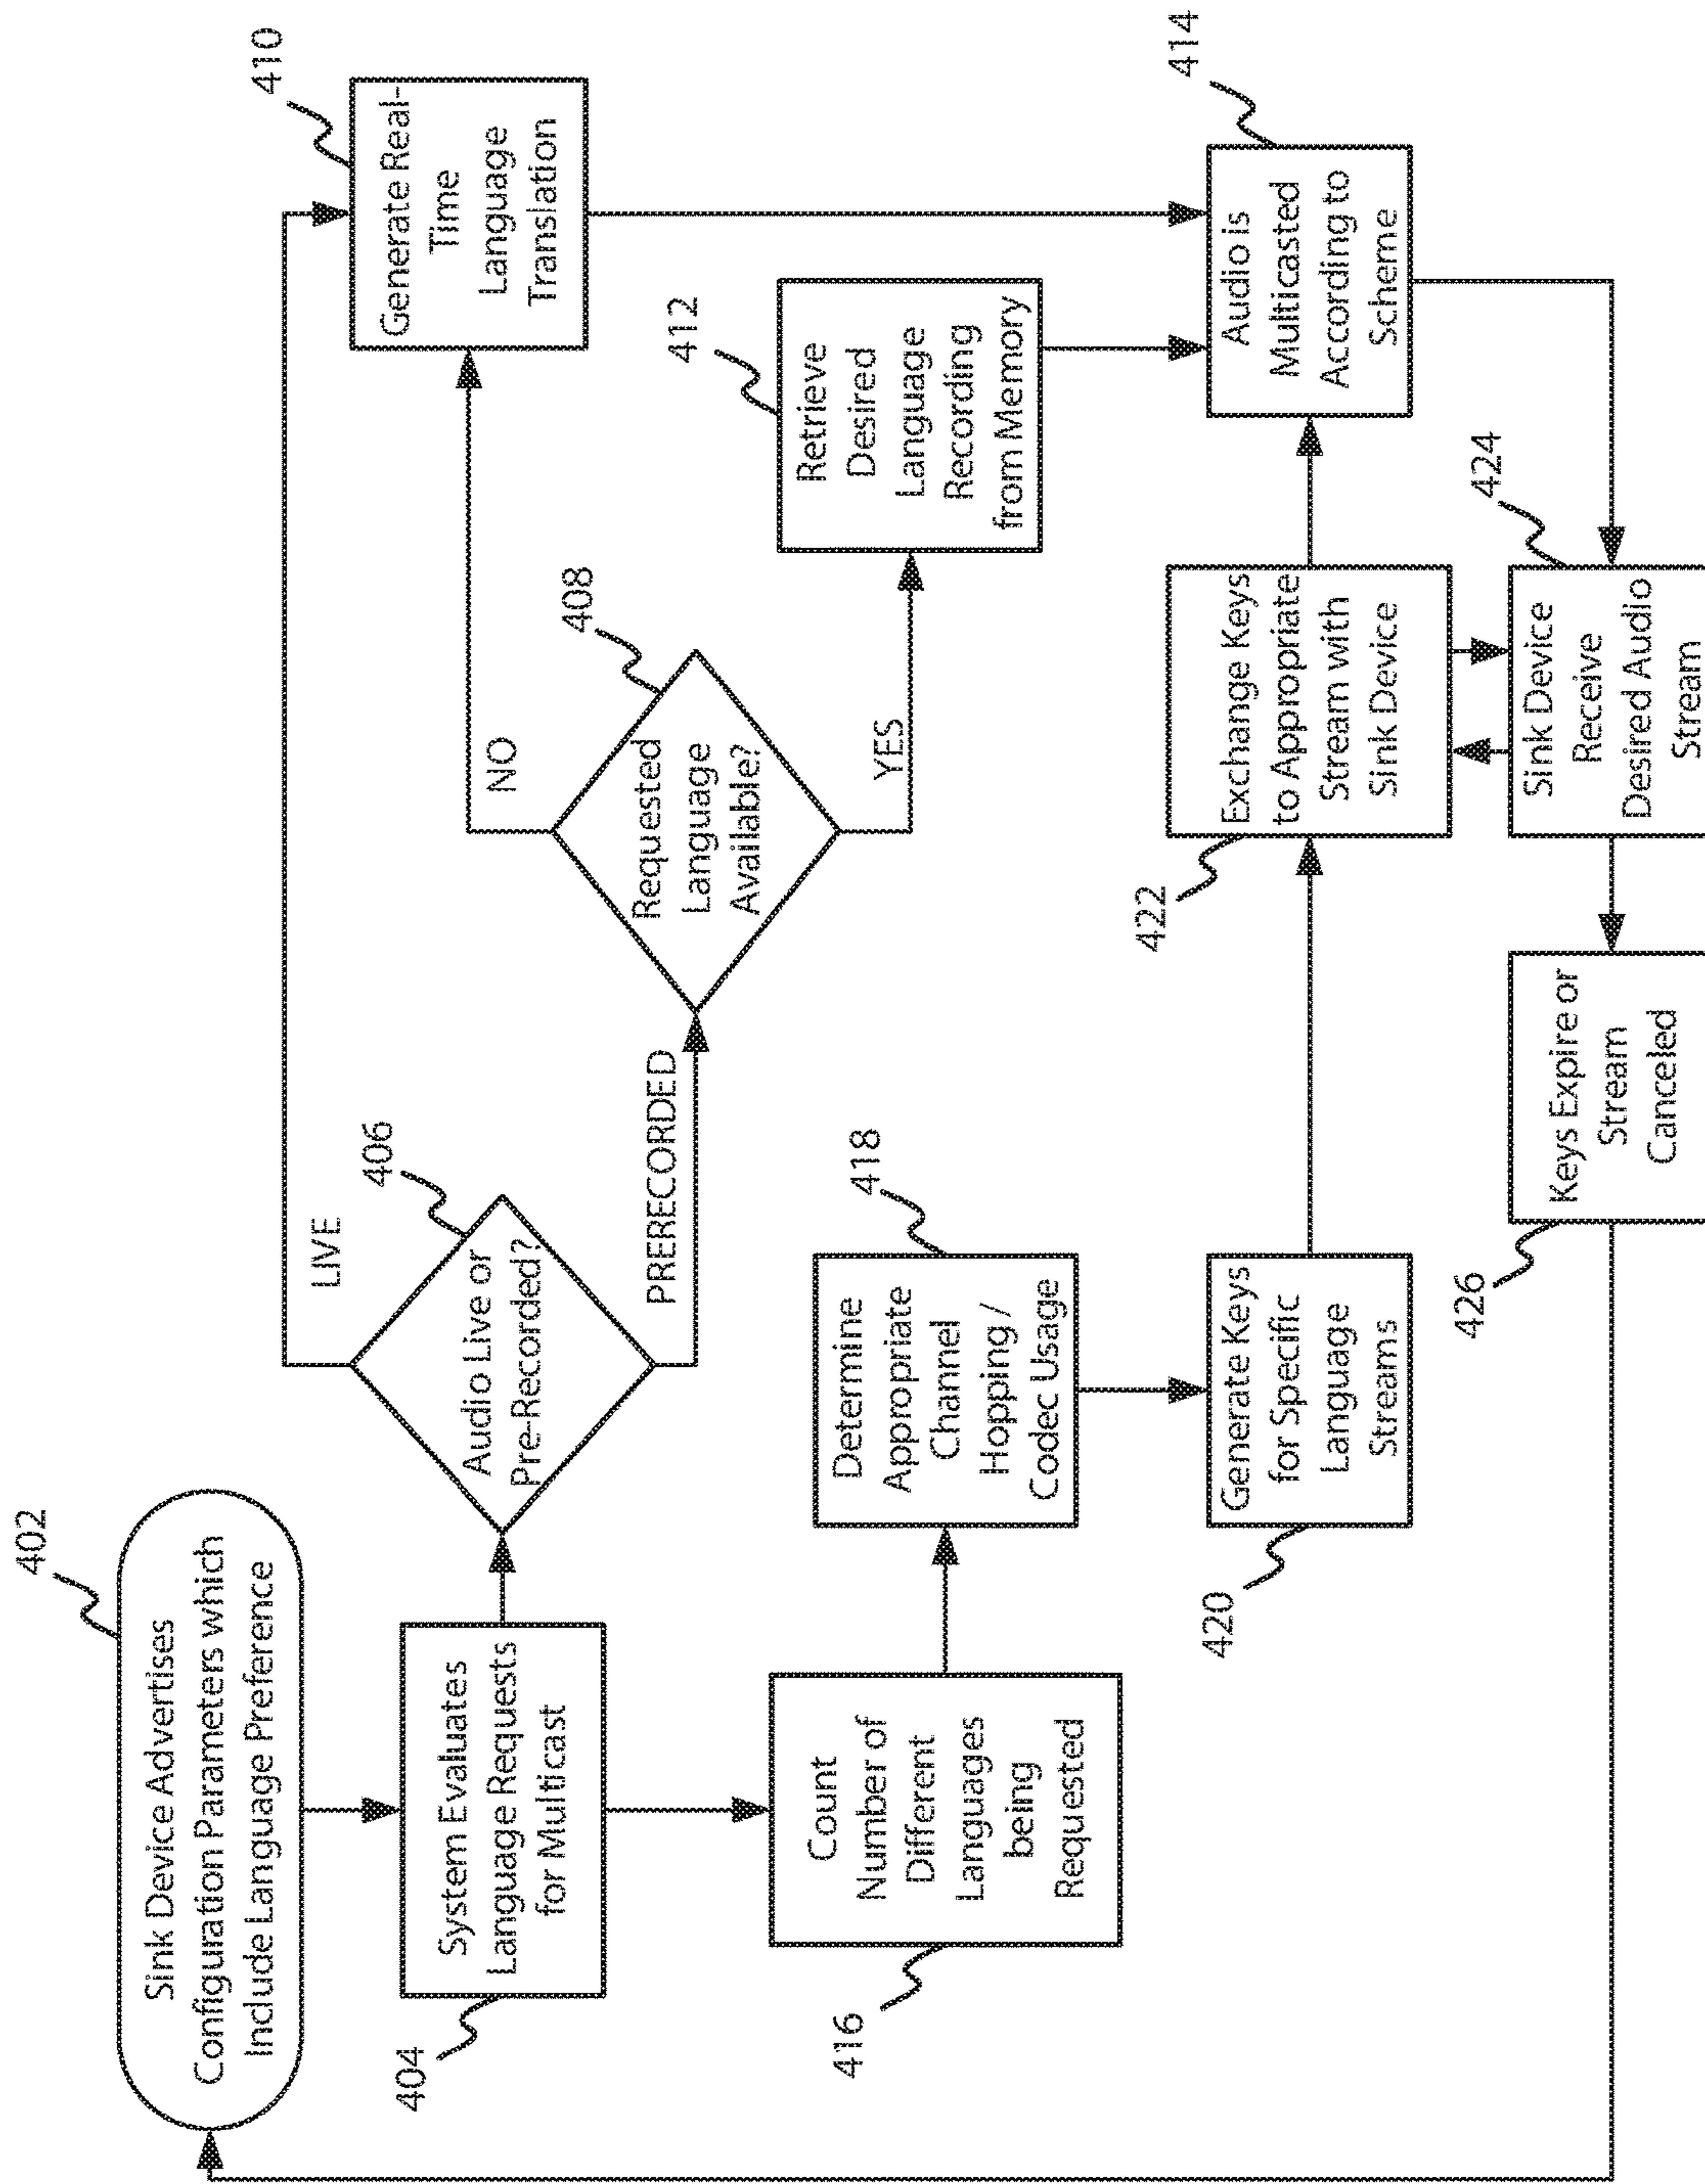 402
Sink Device Advertises
Configuration Parameters which
Include Language Preference
404
System Evaluates
Language Requests
for Multicast
406
Audio Live or
Pre-Recorded?
LIVE
PRERECORDED
408
Requested
Language
Available?
NO
YES
410
Generate Real-
Time
Language
Translation
412
Retrieve
Desired
Language
Recording
from Memory
414
Audio is
Multicasted
According to
Scheme
416
Count
Number of
Different
Languages
being
Requested
418
Determine
Appropriate
Channel
Hopping /
Codec Usage
420
Generate Keys
for Specific
Language
Streams
422
Exchange Keys
to Appropriate
Stream with
Sink Device
424
Sink Device
Receive
Desired Audio
Stream
426
Keys Expire or
Stream
Canceled